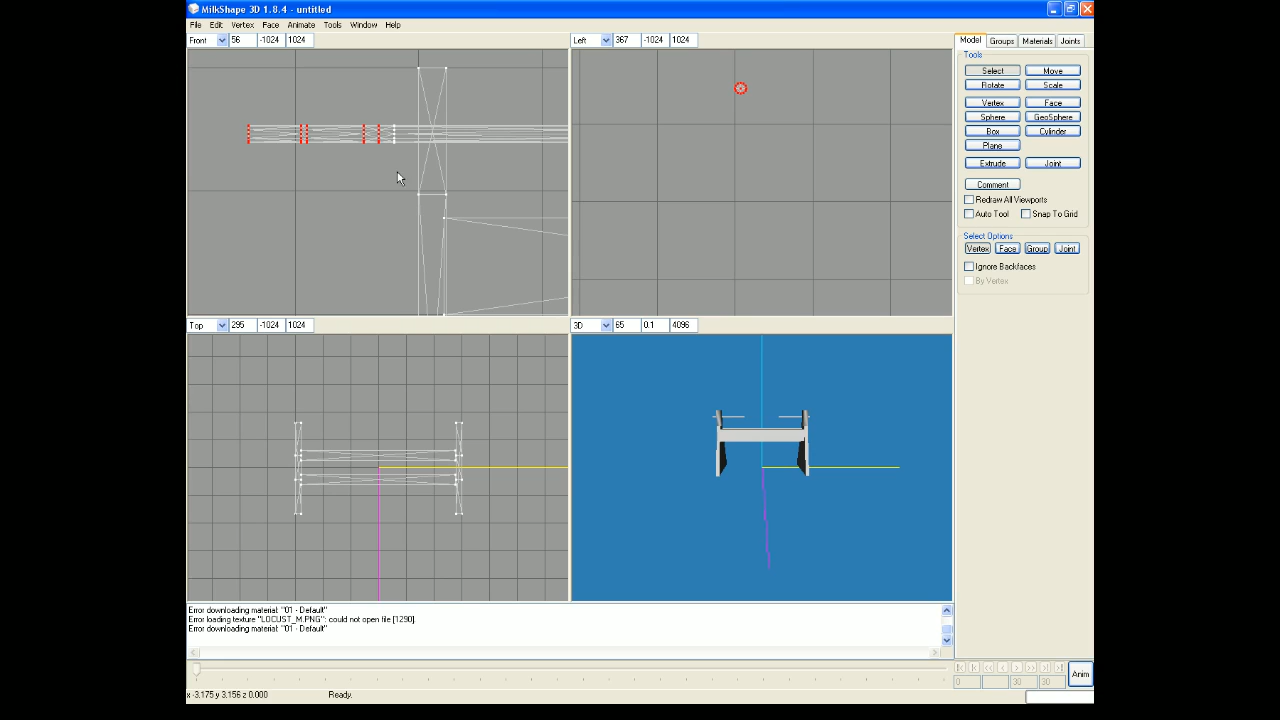 MilkShape 3D 1.8.4 - untitled
File Edit Vertex Face Animate Tools Window Help
Front 56 -1024 1024
Left 367 -1024 1024
Model Groups Materials Joints
Tools
Select Move
Rotate Scale
Vertex Face
Sphere GeoSphere
Box Cylinder
Plane
Extrude Joint
Comment
Redraw All Viewports
Auto Tool Snap To Grid
Select Options
Vertex Face Group Joint
Ignore Backfaces
By Vertex
Top 295 -1024 1024
3D 65 0.1 4096
Error downloading material: "01 - Default"
Error loading texture "LOCUST_M.PNG": could not open file [1290].
Error downloading material: "01 - Default"
0 30 30
Anim
x -3.175 y 3.156 z 0.000 Ready.